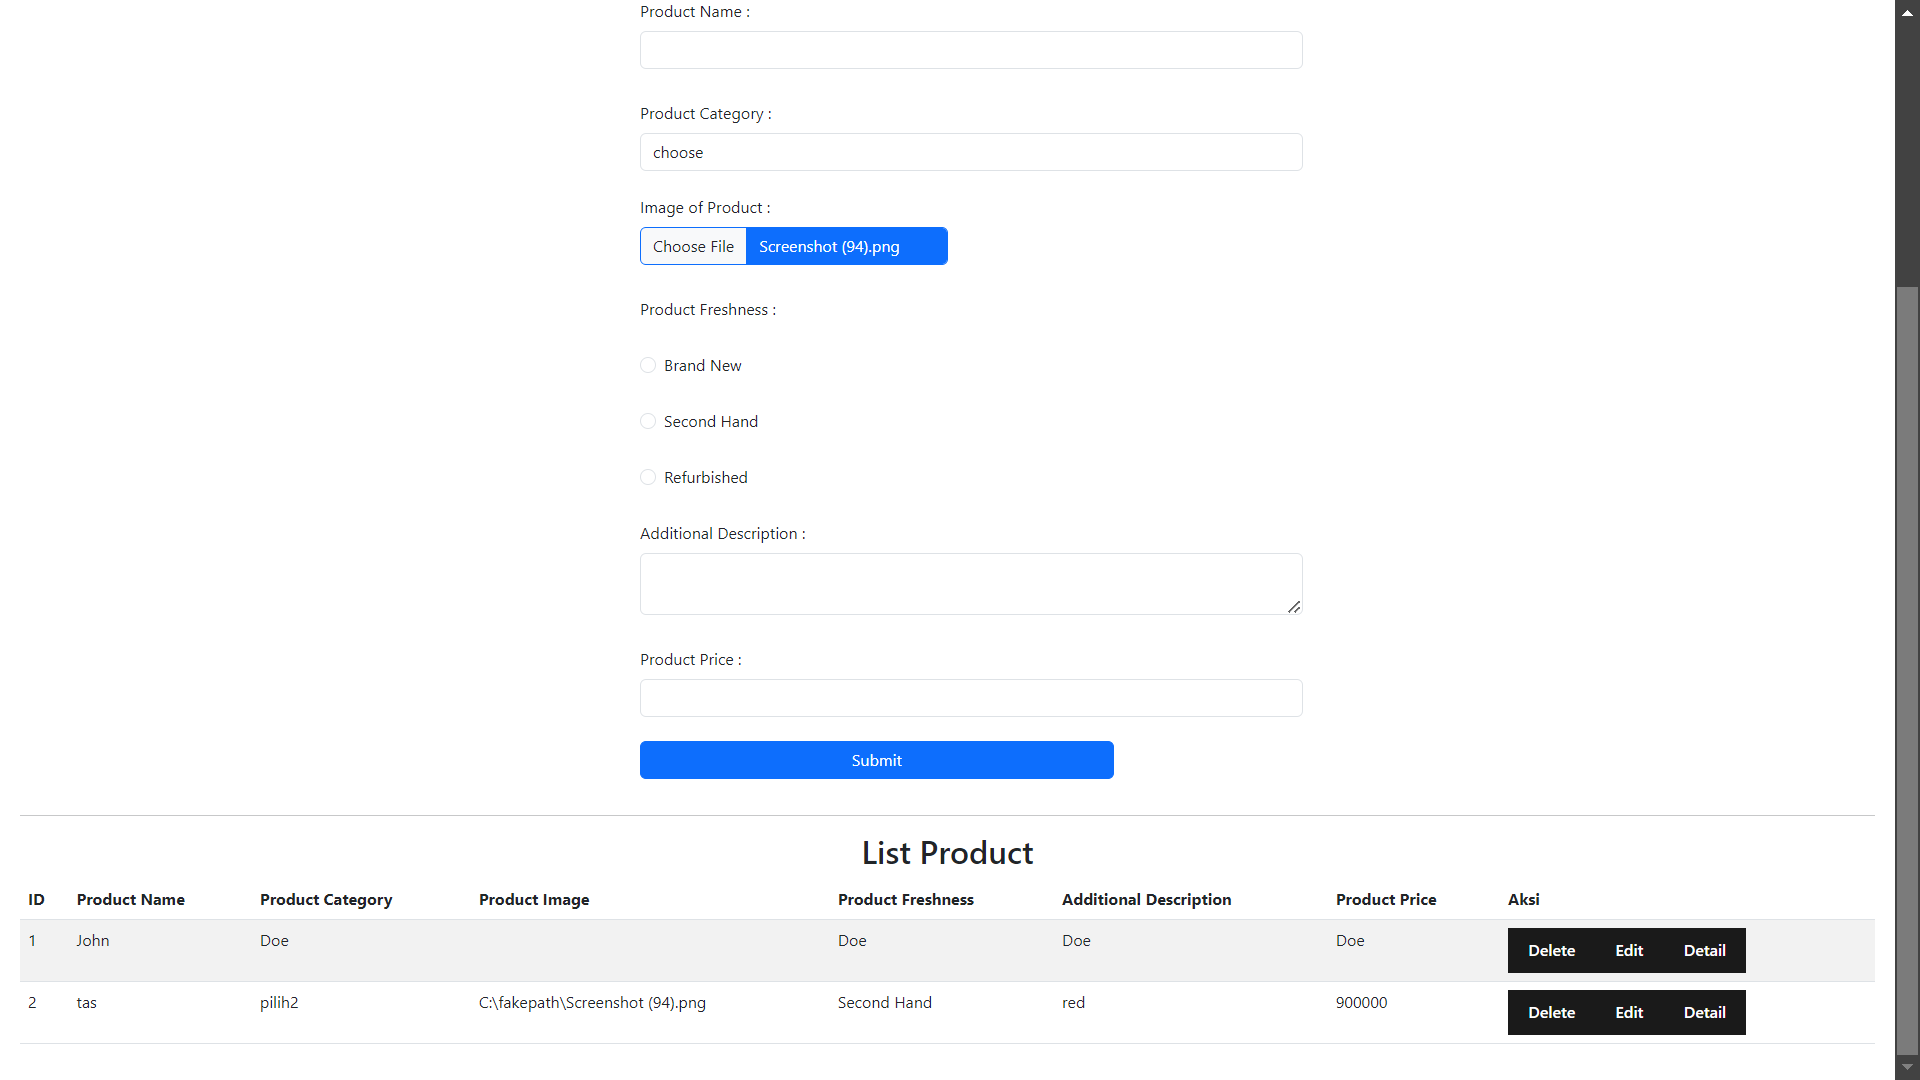 Product Name :
Product Category :
choose
Image of Product :
Choose File Screenshot (94).png
Product Freshness :
Brand New
Second Hand
Refurbished
Additional Description :
Product Price :
Submit
List Product
ID Product Name Product Category Product Image Product Freshness Additional Description Product Price Aksi
1 John Doe Doe Doe Doe Delete Edit Detail
2 tas pilih2 C:\fakepath\Screenshot (94).png Second Hand red 900000 Delete Edit Detail